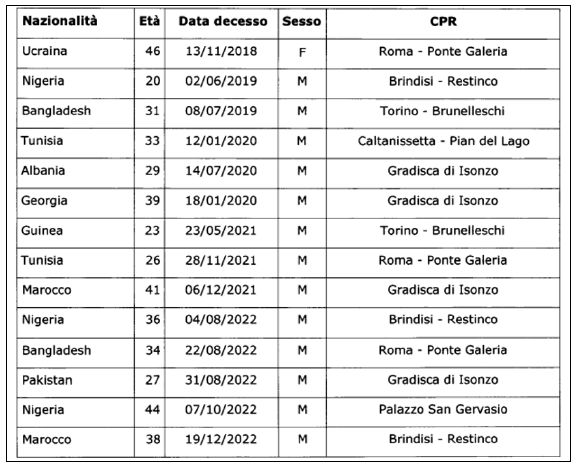 Nazionalità Età Data decesso Sesso CPR
Ucraina 46 13/11/2018 F Roma - Ponte Galeria
Nigeria 20 02/06/2019 M Brindisi - Restinco
Bangladesh 31 08/07/2019 M Torino - Brunelleschi
Tunisia 33 12/01/2020 M Caltanissetta - Pian del Lago
Albania 29 14/07/2020 M Gradisca di Isonzo
Georgia 39 18/01/2020 M Gradisca di Isonzo
Guinea 23 23/05/2021 M Torino - Brunelleschi
Tunisia 26 28/11/2021 M Roma - Ponte Galeria
Marocco 41 06/12/2021 M Gradisca di Isonzo
Nigeria 36 04/08/2022 M Brindisi - Restinco
Bangladesh 34 22/08/2022 M Roma - Ponte Galeria
Pakistan 27 31/08/2022 M Gradisca di Isonzo
Nigeria 44 07/10/2022 M Palazzo San Gervasio
Marocco 38 19/12/2022 M Brindisi - Restinco